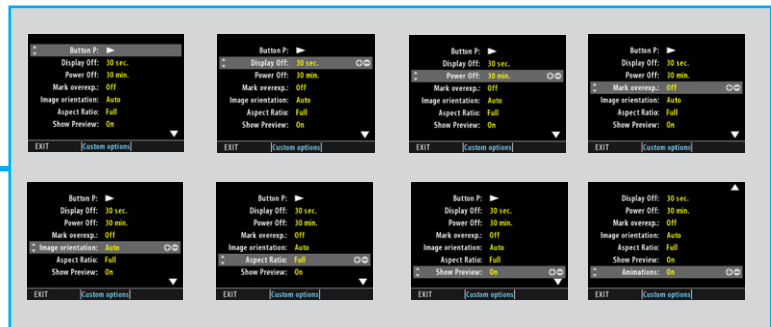 Button P:
Display Off: 30 sec.
Power Off: 30 min.
Mark overexp.: Off
Image orientation: Auto
Aspect Ratio: Full
Show Preview: On
EXIT Custom options
Button P:
Display Off: 30 sec.
Power Off: 30 min.
Mark overexp.: Off
Image orientation: Auto
Aspect Ratio: Full
Show Preview: On
EXIT Custom options
Button P:
Display Off: 30 sec.
Power Off: 30 min.
Mark overexp.: Off
Image orientation: Auto
Aspect Ratio: Full
Show Preview: On
EXIT Custom options
Button P:
Display Off: 30 sec.
Power Off: 30 min.
Mark overexp.: Off
Image orientation: Auto
Aspect Ratio: Full
Show Preview: On
EXIT Custom options
Button P:
Display Off: 30 sec.
Power Off: 30 min.
Mark overexp.: Off
Image orientation: Auto
Aspect Ratio: Full
Show Preview: On
EXIT Custom options
Button P:
Display Off: 30 sec.
Power Off: 30 min.
Mark overexp.: Off
Image orientation: Auto
Aspect Ratio: Full
Show Preview: On
EXIT Custom options
Button P:
Display Off: 30 sec.
Power Off: 30 min.
Mark overexp.: Off
Image orientation: Auto
Aspect Ratio: Full
Show Preview: On
EXIT Custom options
Display Off: 30 sec.
Power Off: 30 min.
Mark overexp.: Off
Image orientation: Auto
Aspect Ratio: Full
Show Preview: On
Animations: On
EXIT Custom options